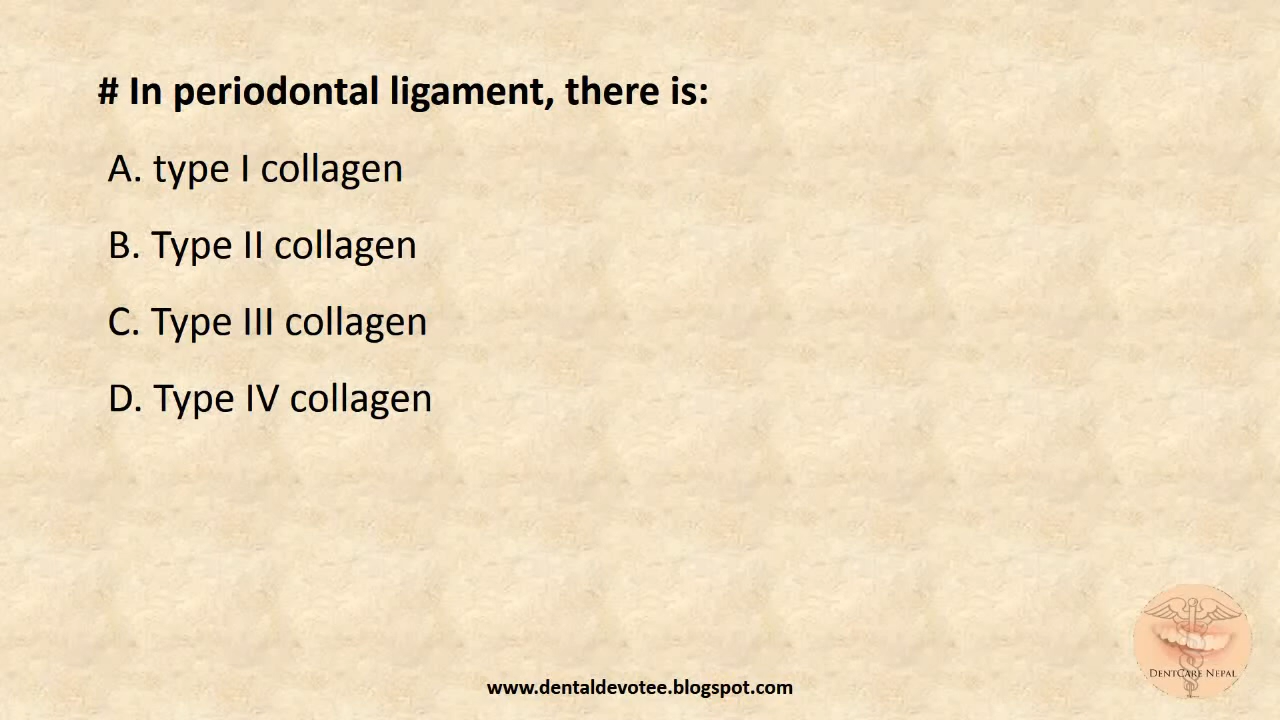 # In periodontal ligament, there is:
A. type I collagen
B. Type II collagen
C. Type III collagen
D. Type IV collagen
DENTCARE NEPAL
www.dentaldevotee.blogspot.com